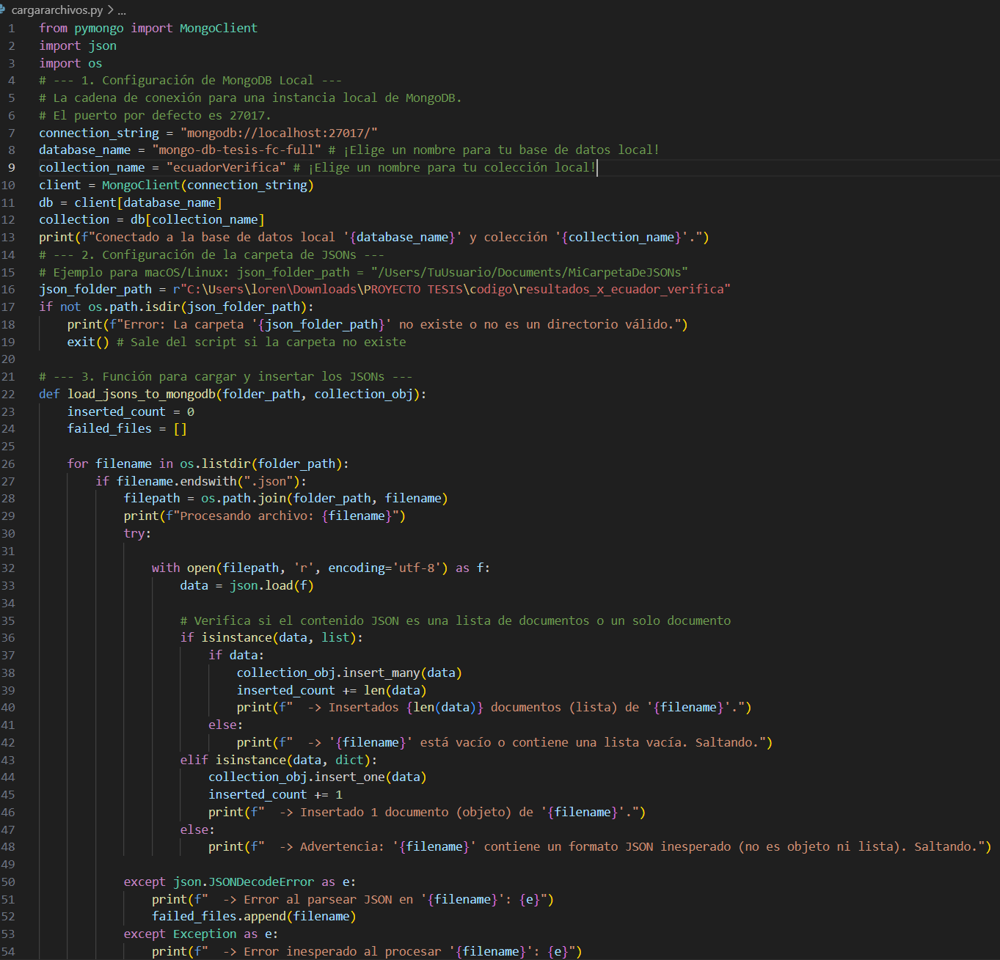 cargararchivos.py > ...
1 from pymongo import MongoClient
2 import json
3 import os
4 # --- 1. Configuración de MongoDB Local ---
5 # La cadena de conexión para una instancia local de MongoDB.
6 # El puerto por defecto es 27017.
7 connection_string = "mongodb://localhost:27017/"
8 database_name = "mongo-db-tesis-fc-full" # ¡Elige un nombre para tu base de datos local!
9 collection_name = "ecuadorVerifica" # ¡Elige un nombre para tu colección local!
10 client = MongoClient(connection_string)
11 db = client[database_name]
12 collection = db[collection_name]
13 print(f"Conectado a la base de datos local '{database_name}' y colección '{collection_name}'.")
14 # --- 2. Configuración de la carpeta de JSONs ---
15 # Ejemplo para macOS/Linux: json_folder_path = "/Users/TuUsuario/Documents/MiCarpetaDeJSONs"
16 json_folder_path = r"C:\Users\loren\Downloads\PROYECTO TESIS\codigo\resultados_x_ecuador_verifica"
17 if not os.path.isdir(json_folder_path):
18     print(f"Error: La carpeta '{json_folder_path}' no existe o no es un directorio válido.")
19     exit() # Sale del script si la carpeta no existe
20
21 # --- 3. Función para cargar y insertar los JSONs ---
22 def load_jsons_to_mongodb(folder_path, collection_obj):
23     inserted_count = 0
24     failed_files = []
25
26     for filename in os.listdir(folder_path):
27         if filename.endswith(".json"):
28             filepath = os.path.join(folder_path, filename)
29             print(f"Procesando archivo: {filename}")
30             try:
31
32                 with open(filepath, 'r', encoding='utf-8') as f:
33                     data = json.load(f)
34
35                     # Verifica si el contenido JSON es una lista de documentos o un solo documento
36                     if isinstance(data, list):
37                         if data:
38                             collection_obj.insert_many(data)
39                             inserted_count += len(data)
40                             print(f"  -> Insertados {len(data)} documentos (lista) de '{filename}'.")
41                         else:
42                             print(f"  -> '{filename}' está vacío o contiene una lista vacía. Saltando.")
43                     elif isinstance(data, dict):
44                         collection_obj.insert_one(data)
45                         inserted_count += 1
46                         print(f"  -> Insertado 1 documento (objeto) de '{filename}'.")
47                     else:
48                         print(f"  -> Advertencia: '{filename}' contiene un formato JSON inesperado (no es objeto ni lista). Saltando.")
49
50             except json.JSONDecodeError as e:
51                 print(f"  -> Error al parsear JSON en '{filename}': {e}")
52                 failed_files.append(filename)
53             except Exception as e:
54                 print(f"  -> Error inesperado al procesar '{filename}': {e}")